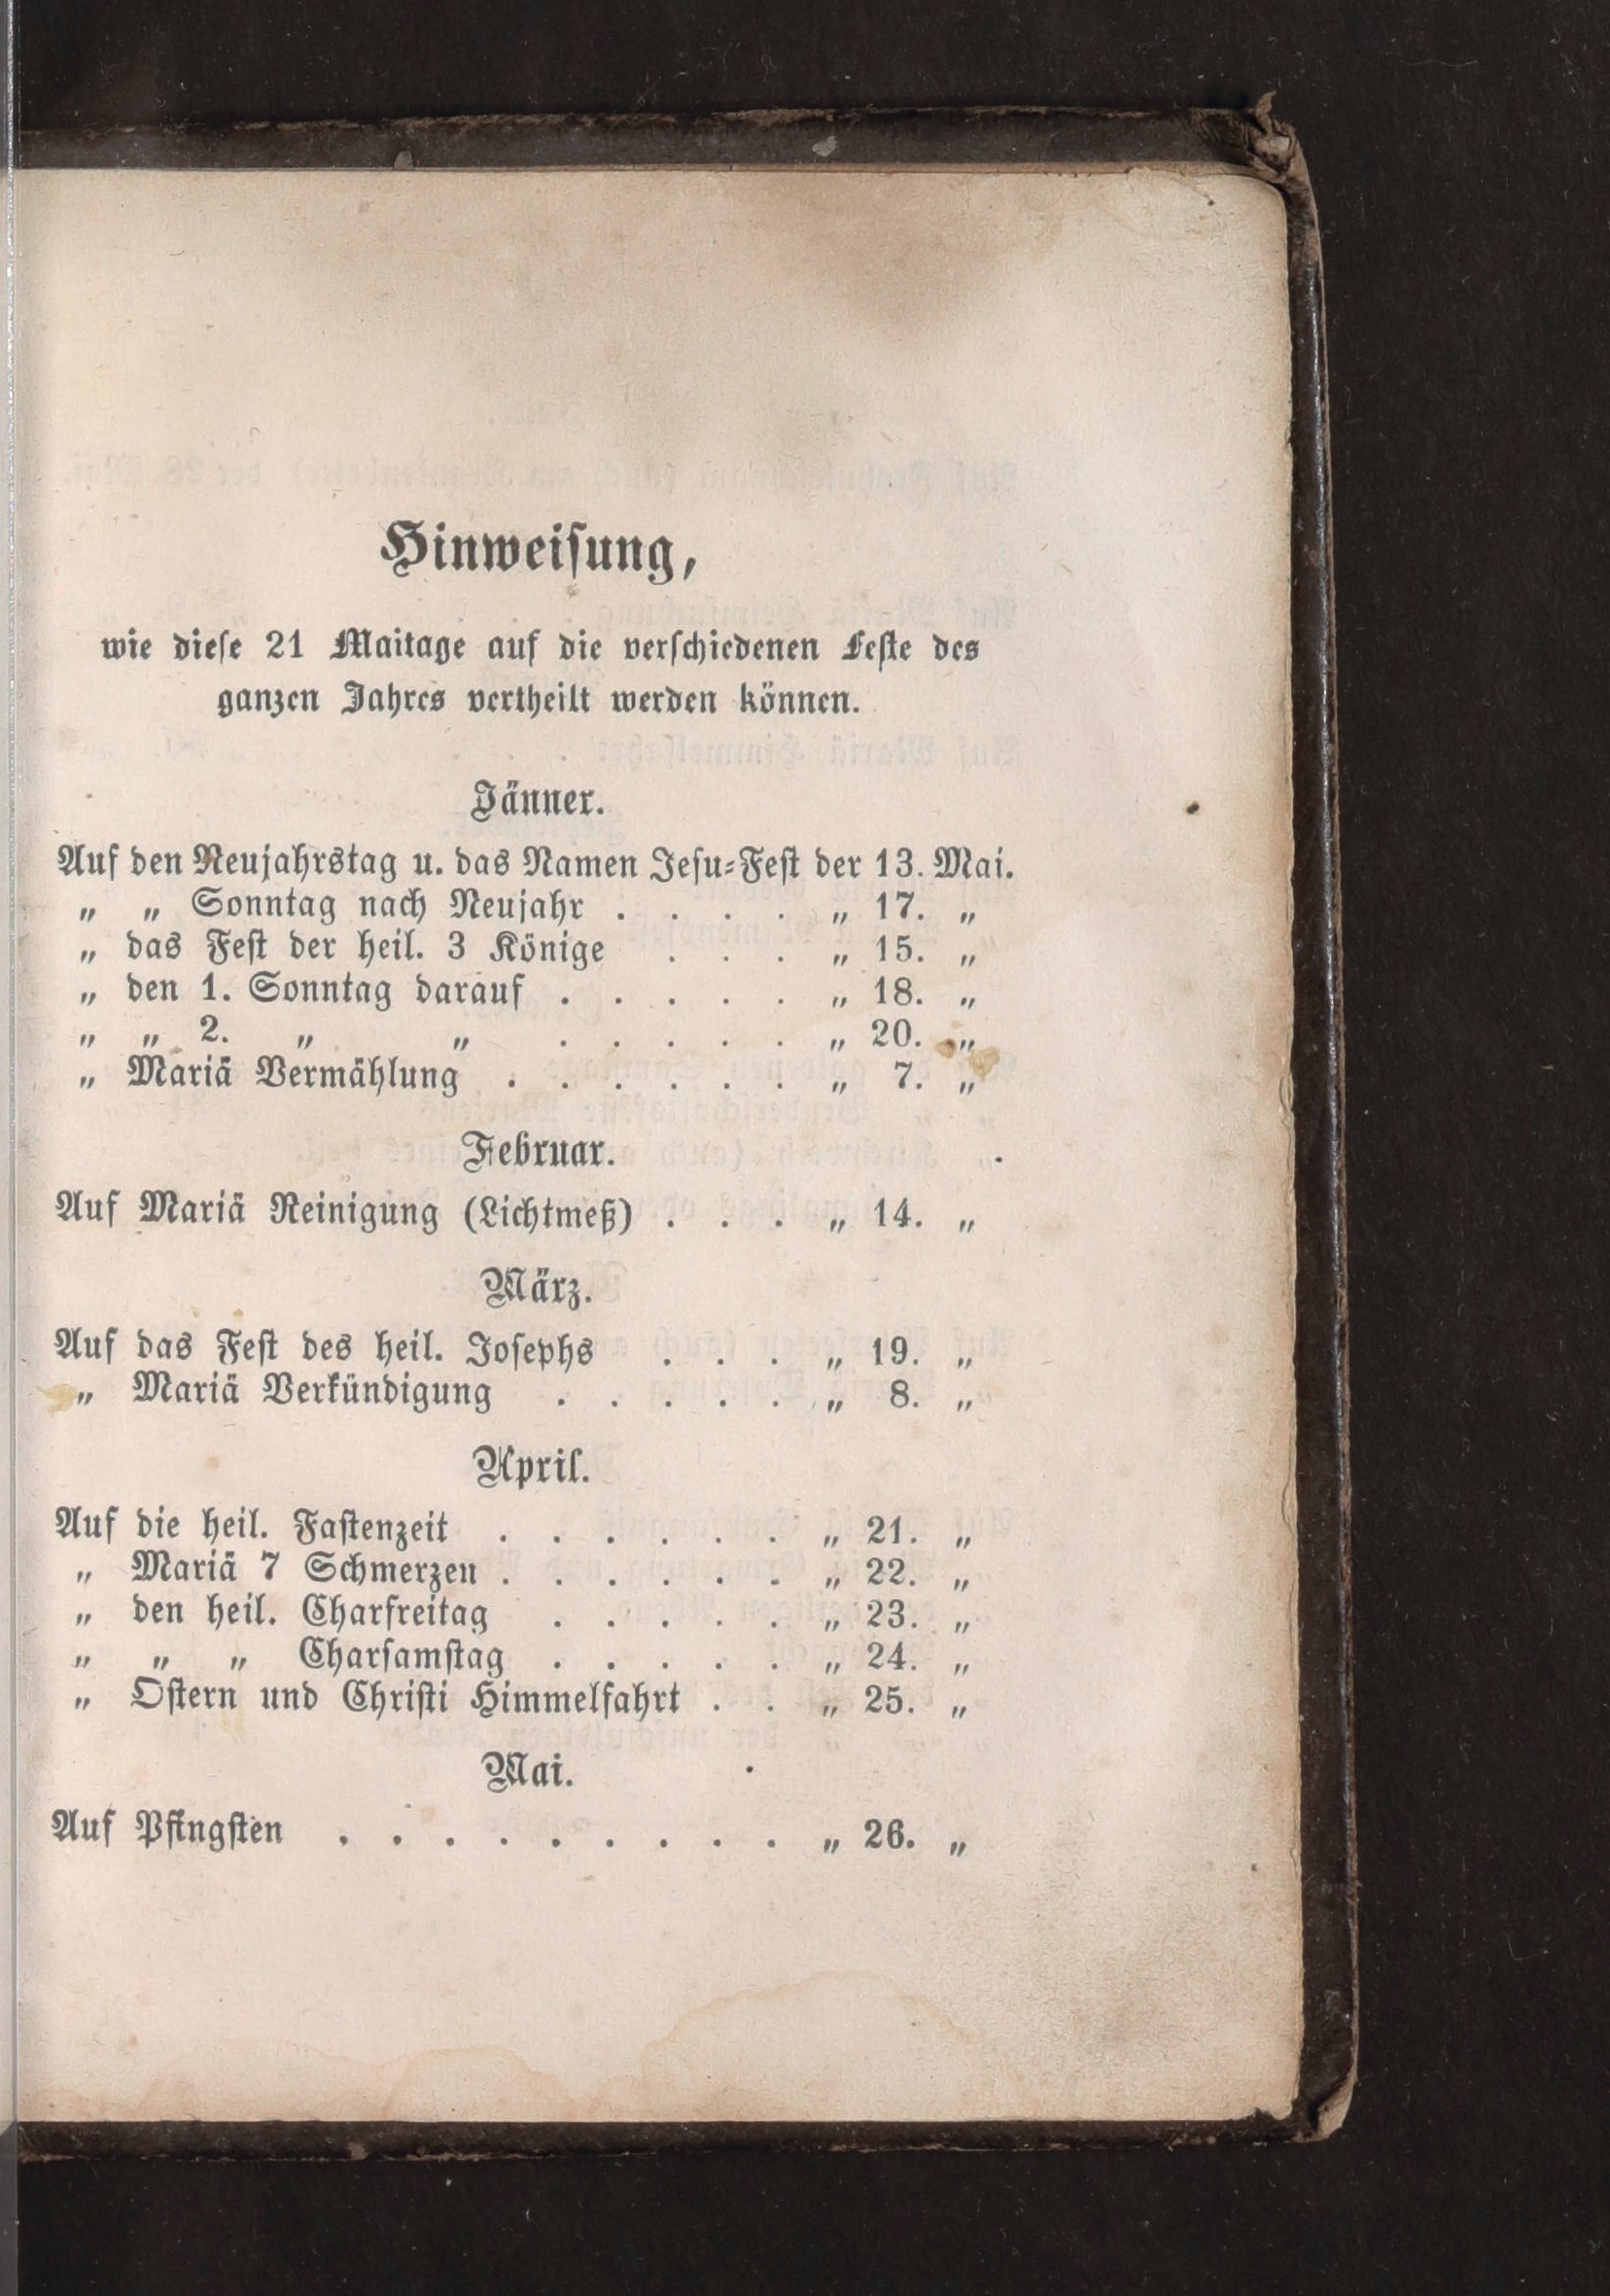 Hinweisung,
wie diese 21 Maitage auf die verschiedenen Feste des
ganzen Jahres vertheilt werden können.
Jänner.
Auf den Neujahrstag u. das Namen Jesu-Fest der 13. Mai.
„ „ Sonntag nach Neujahr . . . . „ 17. „
„ das Fest der heil. 3 Könige . . . „ 15. „
„ den 1. Sonntag darauf . . . . . „ 18. „
„ „ 2. „ „ . . . . . „ 20. „
„ Mariä Vermählung . . . . . . „ 7. „
Februar.
Auf Mariä Reinigung (Lichtmeß) . . . „ 14. „
März.
Auf das Fest des heil. Josephs . . . „ 19. „
„ Mariä Verkündigung . . . . . „ 8. „
April.
Auf die heil. Fastenzeit . . . . . . „ 21. „
„ Mariä 7 Schmerzen . . . . . . „ 22. „
„ den heil. Charfreitag . . . . . „ 23. „
„ „ „ Charsamstag . . . . . „ 24. „
„ Ostern und Christi Himmelfahrt . . „ 25. „
Mai.
Auf Pfingsten . . . . . . . . . „ 26. „